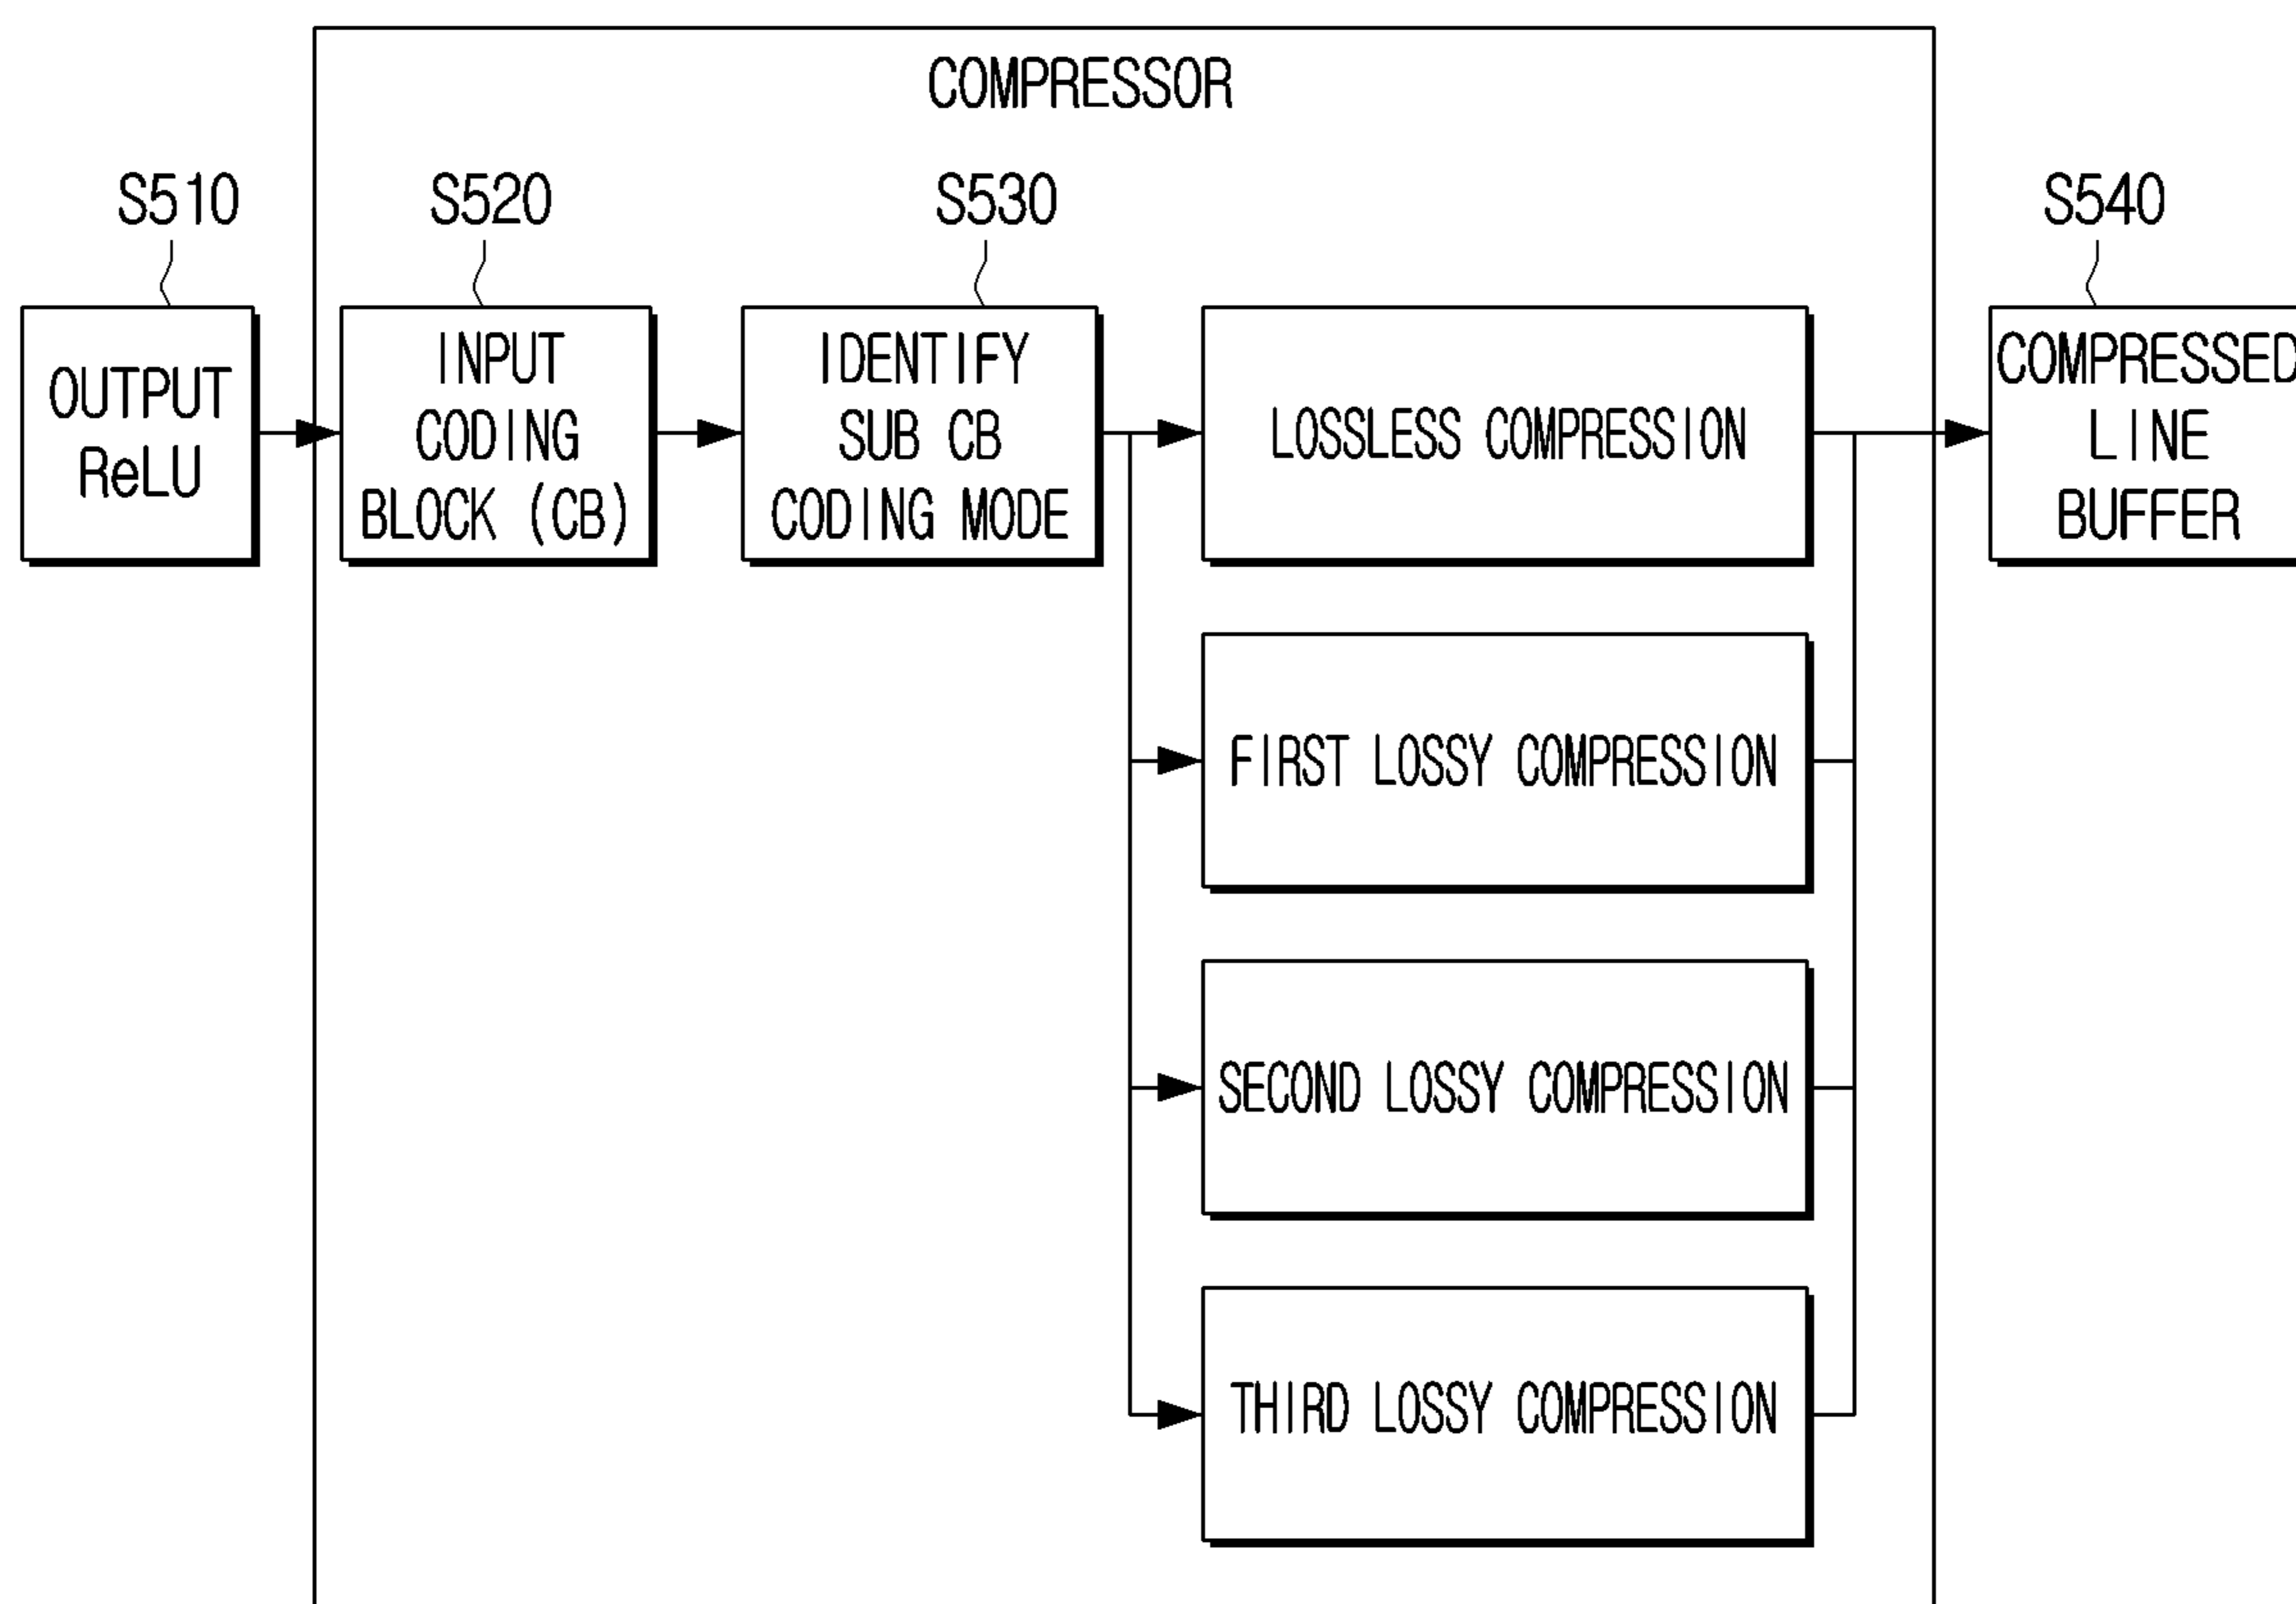 COMPRESSOR
S510
S520
S530
S540
OUTPUT
ReLU
INPUT
CODING
BLOCK (CB)
IDENTIFY
SUB CB
CODING MODE
LOSSLESS COMPRESSION
COMPRESSED
LINE
BUFFER
FIRST LOSSY COMPRESSION
SECOND LOSSY COMPRESSION
THIRD LOSSY COMPRESSION